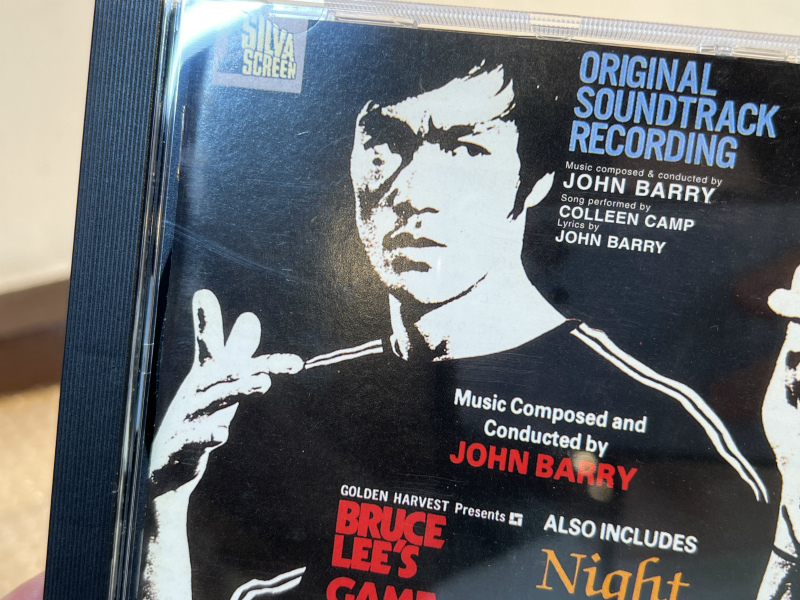 SILVA
SCREEN
ORIGINAL
SOUNDTRACK
RECORDING
Music composed & conducted by
JOHN BARRY
Song performed by
COLLEEN CAMP
Lyrics by
JOHN BARRY
Music Composed and
Conducted by
JOHN BARRY
GOLDEN HARVEST Presents
BRUCE
LEE'S
GAME
ALSO INCLUDES
Night